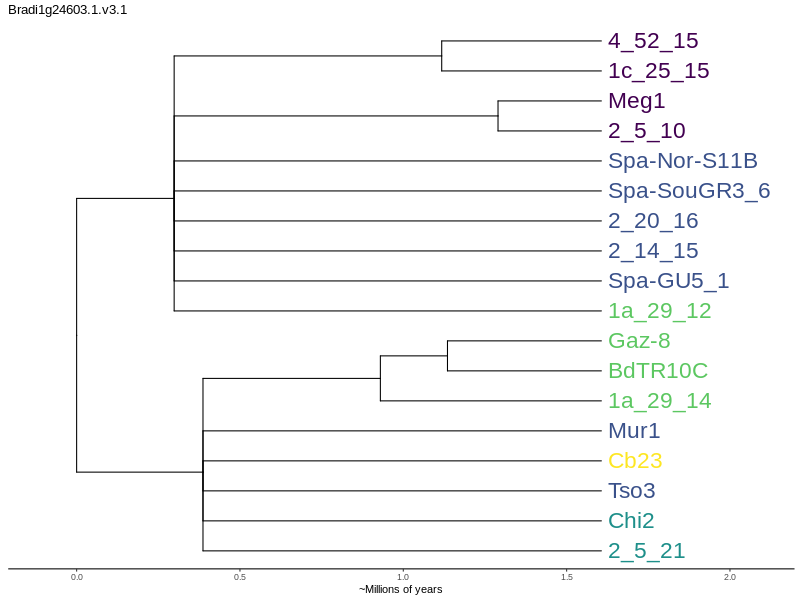 Bradi1g24603.1.v3.1
4_52_15
1c_25_15
Meg1
2_5_10
Spa-Nor-S11B
Spa-SouGR3_6
2_20_16
2_14_15
Spa-GU5_1
1a_29_12
Gaz-8
BdTR10C
1a_29_14
Mur1
Cb23
Tso3
Chi2
2_5_21
0.0 0.5 1.0 1.5 2.0
~Millions of years